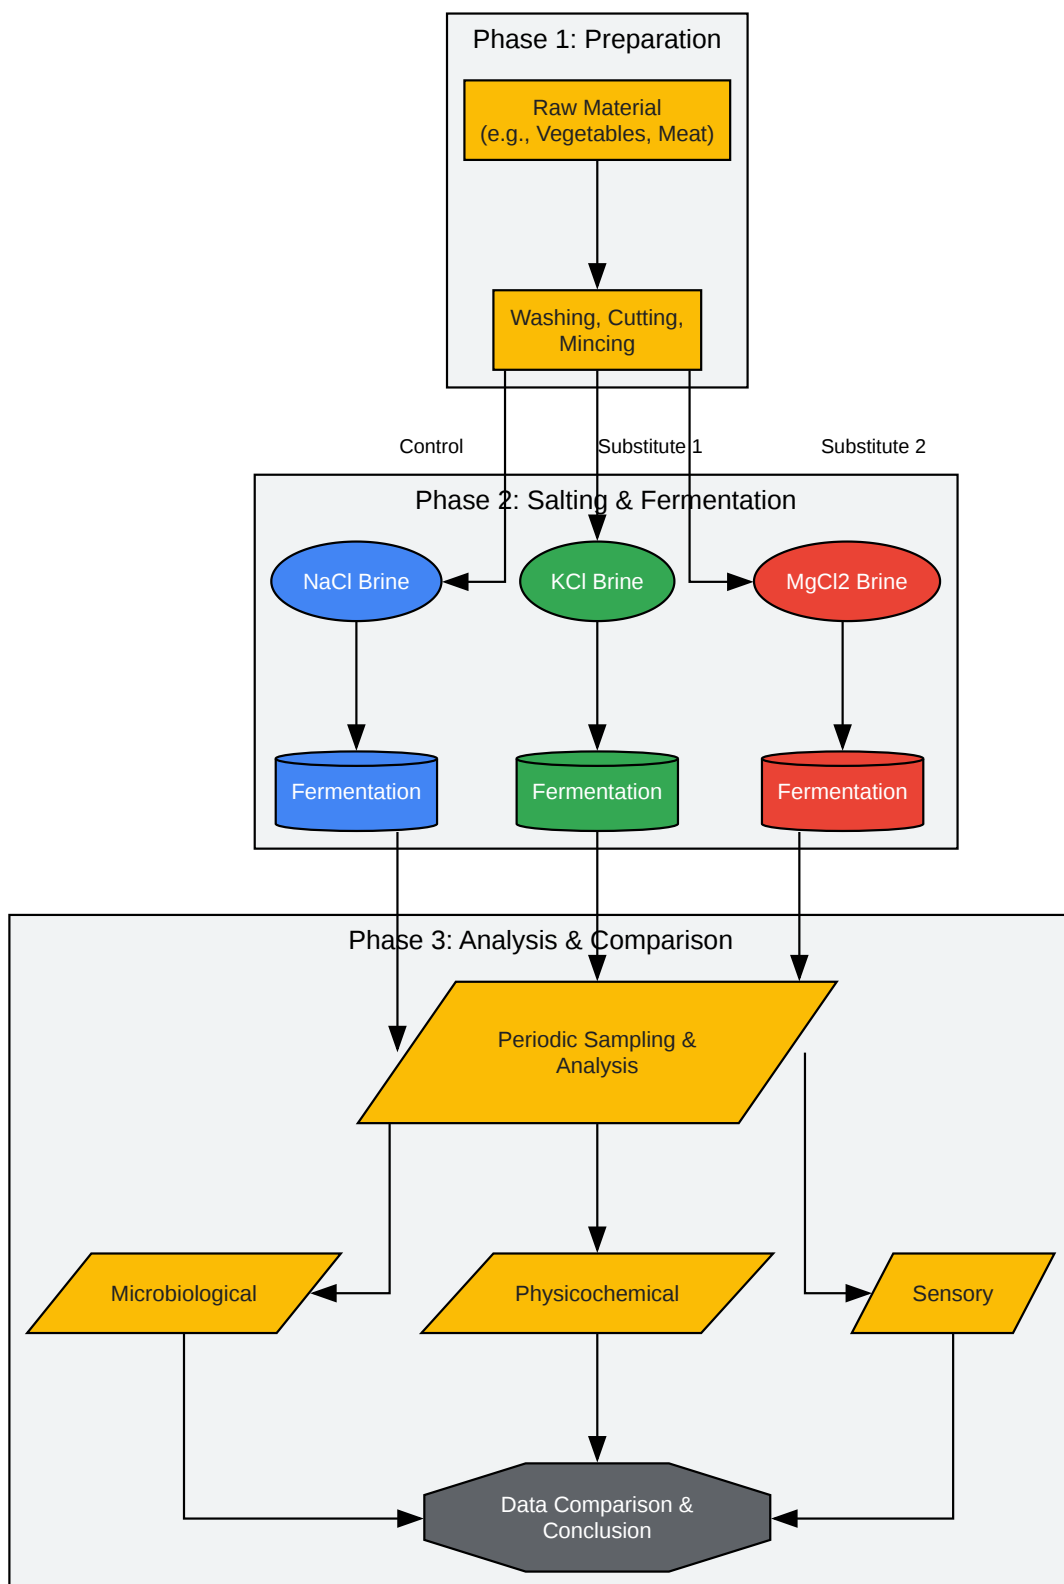 Phase 1: Preparation
Raw Material
(e.g., Vegetables, Meat)
Washing, Cutting,
Mincing
Control
Substitute 1
Substitute 2
Phase 2: Salting & Fermentation
NaCl Brine
KCl Brine
MgCl2 Brine
Fermentation
Fermentation
Fermentation
Phase 3: Analysis & Comparison
Periodic Sampling &
Analysis
Microbiological
Physicochemical
Sensory
Data Comparison &
Conclusion